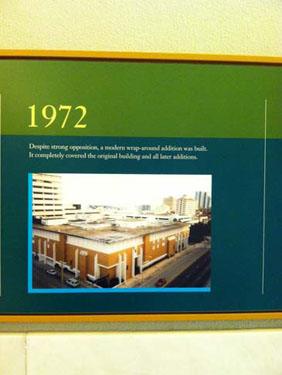 1972
Despite strong opposition, a modern wrap-around addition was built.
It completely covered the original building and all later additions.